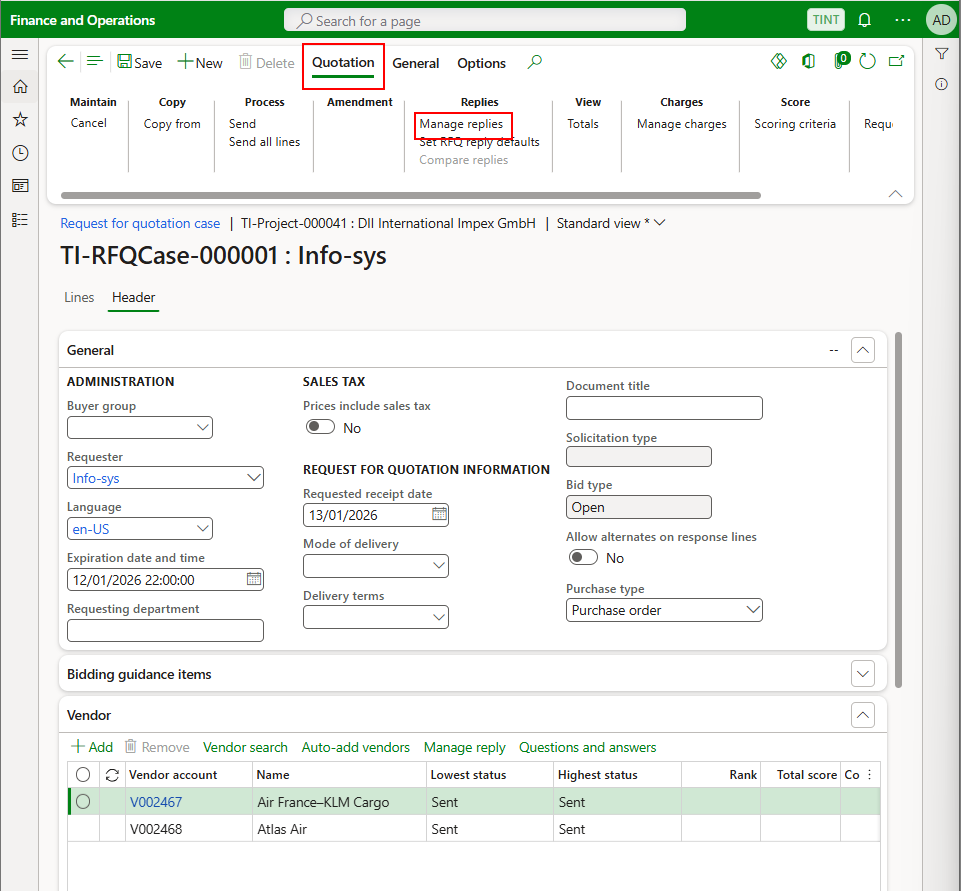 Finance and Operations
Search for a page
TINT
···
AD
Save
New
Delete
Quotation
General
Options
0
Maintain
Copy
Process
Amendment
Replies
View
Charges
Score
Cancel
Copy from
Send
Manage replies
Totals
Manage charges
Scoring criteria
Requ
Send all lines
Set RFQ reply defaults
Compare replies
Request for quotation case | TI-Project-000041 : DII International Impex GmbH | Standard view *
TI-RFQCase-000001 : Info-sys
Lines
Header
General
--
ADMINISTRATION
Buyer group
Requester
Info-sys
Language
en-US
Expiration date and time
12/01/2026 22:00:00
Requesting department
SALES TAX
Prices include sales tax
No
REQUEST FOR QUOTATION INFORMATION
Requested receipt date
13/01/2026
Mode of delivery
Delivery terms
Document title
Solicitation type
Bid type
Open
Allow alternates on response lines
No
Purchase type
Purchase order
Bidding guidance items
Vendor
Add
Remove
Vendor search
Auto-add vendors
Manage reply
Questions and answers
Vendor account Name Lowest status Highest status Rank Total score Co
V002467 Air France–KLM Cargo Sent Sent
V002468 Atlas Air Sent Sent